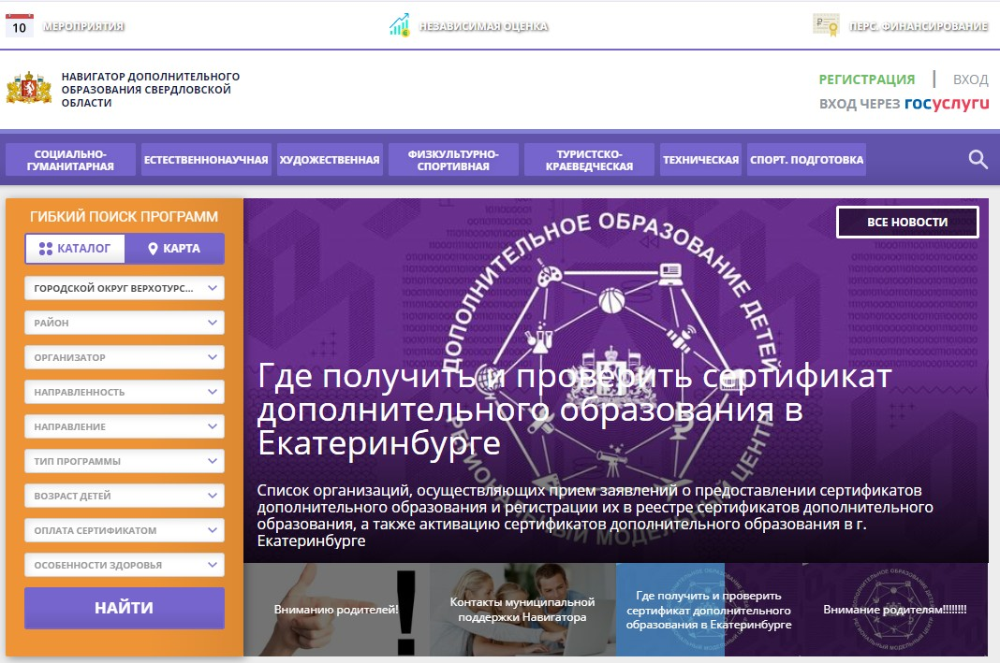 10 МЕРОПРИЯТИЯ
НЕЗАВИСИМАЯ ОЦЕНКА
ПЕРС. ФИНАНСИРОВАНИЕ
НАВИГАТОР ДОПОЛНИТЕЛЬНОГО
ОБРАЗОВАНИЯ СВЕРДЛОВСКОЙ
ОБЛАСТИ
РЕГИСТРАЦИЯ | ВХОД
ВХОД ЧЕРЕЗ госуслуги
СОЦИАЛЬНО-
ГУМАНИТАРНАЯ
ЕСТЕСТВЕННОНАУЧНАЯ
ХУДОЖЕСТВЕННАЯ
ФИЗКУЛЬТУРНО-
СПОРТИВНАЯ
ТУРИСТСКО-
КРАЕВЕДЧЕСКАЯ
ТЕХНИЧЕСКАЯ
СПОРТ. ПОДГОТОВКА
ГИБКИЙ ПОИСК ПРОГРАММ
КАТАЛОГ
КАРТА
ГОРОДСКОЙ ОКРУГ ВЕРХОТУРС...
РАЙОН
ОРГАНИЗАТОР
НАПРАВЛЕННОСТЬ
НАПРАВЛЕНИЕ
ТИП ПРОГРАММЫ
ВОЗРАСТ ДЕТЕЙ
ОПЛАТА СЕРТИФИКАТОМ
ОСОБЕННОСТИ ЗДОРОВЬЯ
НАЙТИ
ВСЕ НОВОСТИ
ДОПОЛНИТЕЛЬНОЕ ОБРАЗОВАНИЕ ДЕТЕЙ
РЕГИОНАЛЬНЫЙ МОДЕЛЬНЫЙ ЦЕНТР
Где получить и проверить сертификат
дополнительного образования в
Екатеринбурге
Список организаций, осуществляющих прием заявлений о предоставлении сертификатов
дополнительного образования и регистрации их в реестре сертификатов дополнительного
образования, а также активацию сертификатов дополнительного образования в г.
Екатеринбурге
Вниманию родителей!
Контакты муниципальной
поддержки Навигатора
Где получить и проверить
сертификат дополнительного
образования в Екатеринбурге
Внимание родителям!!!!!!!!